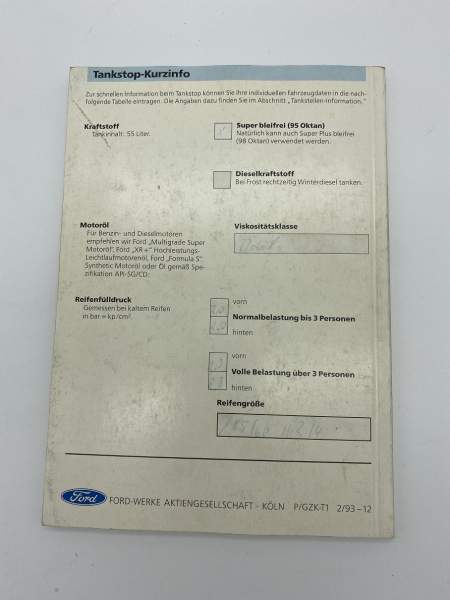 Tankstop-Kurzinfo
Zur schnellen Information beim Tankstop können Sie Ihre individuellen Fahrzeugdaten in die nach-
folgende Tabelle eintragen. Die Angaben dazu finden Sie im Abschnitt „Tankstellen-Information."
Kraftstoff
Tankinhalt: 55 Liter.
Super bleifrei (95 Oktan)
Natürlich kann auch Super Plus bleifrei
(98 Oktan) verwendet werden.
Dieselkraftstoff
Bei Frost rechtzeitig Winterdiesel tanken.
Motoröl
Für Benzin- und Dieselmotoren
empfehlen wir Ford „Multigrade Super
Motoröl", Ford „XR+" Hochleistungs-
Leichtlaufmotorenöl, Ford „Formula S"
Synthetic Motoröl oder Öl gemäß Spe-
zifikation API-SG/CD.
Viskositätsklasse
Reifenfülldruck
Gemessen bei kaltem Reifen
in bar = kp/cm².
vorn
Normalbelastung bis 3 Personen
hinten
vorn
Volle Belastung über 3 Personen
hinten
Reifengröße
Ford
FORD-WERKE AKTIENGESELLSCHAFT - KÖLN P/GZK-T1 2/93-12